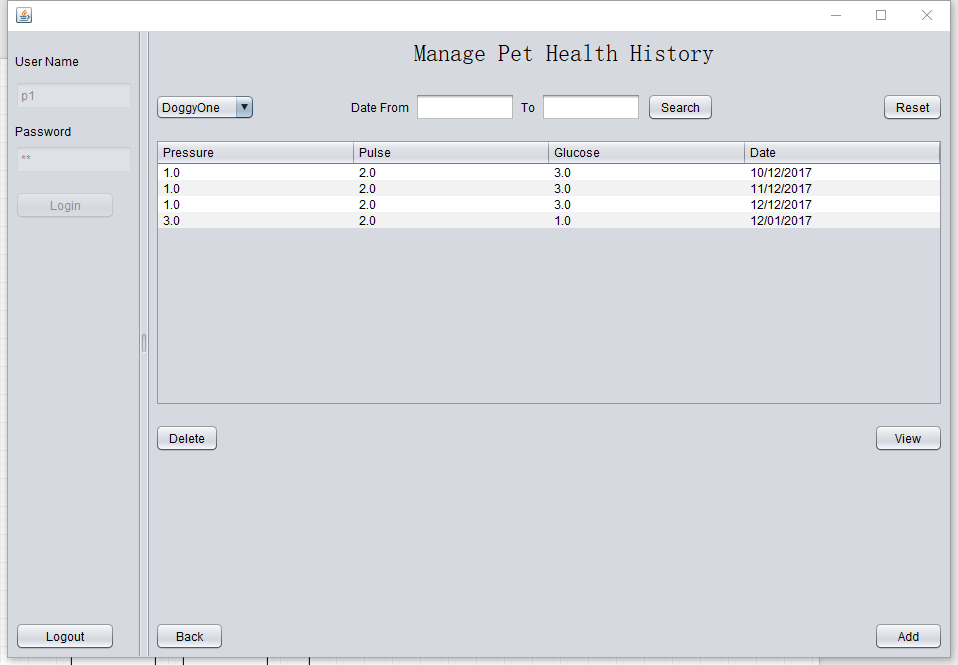 Manage Pet Health History
User Name
p1
Password
**
Login
DoggyOne Date From To Search Reset
Pressure Pulse Glucose Date
1.0 2.0 3.0 10/12/2017
1.0 2.0 3.0 11/12/2017
1.0 2.0 3.0 12/12/2017
3.0 2.0 1.0 12/01/2017
Delete View
Logout Back Add